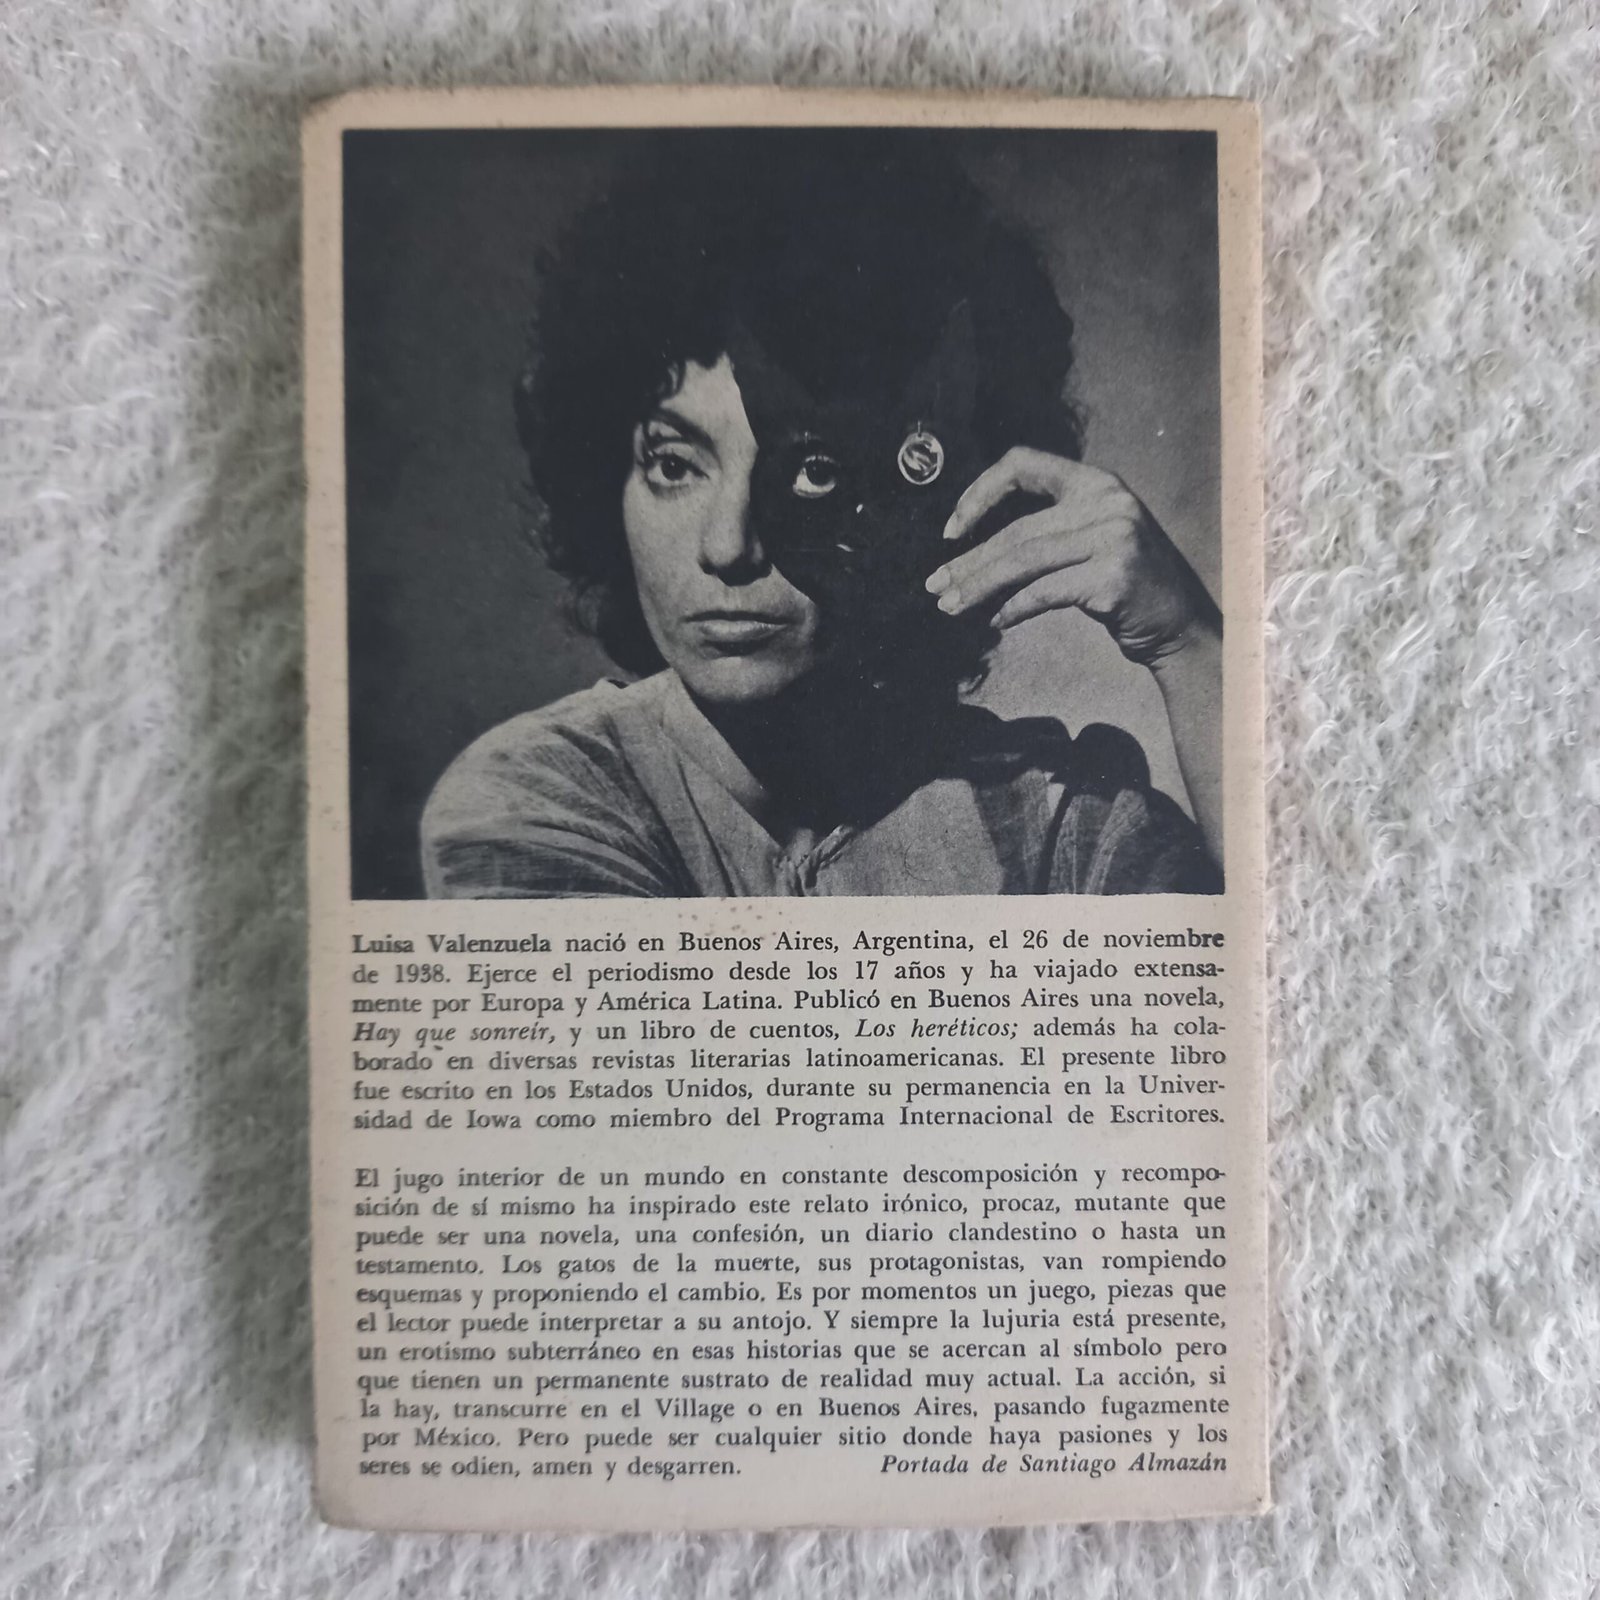 Luisa Valenzuela nació en Buenos Aires, Argentina, el 26 de noviembre
de 1938. Ejerce el periodismo desde los 17 años y ha viajado extensa-
mente por Europa y América Latina. Publicó en Buenos Aires una novela,
Hay que sonreír, y un libro de cuentos, Los heréticos; además ha cola-
borado en diversas revistas literarias latinoamericanas. El presente libro
fue escrito en los Estados Unidos, durante su permanencia en la Univer-
sidad de Iowa como miembro del Programa Internacional de Escritores.
El jugo interior de un mundo en constante descomposición y recompo-
sición de sí mismo ha inspirado este relato irónico, procaz, mutante que
puede ser una novela, una confesión, un diario clandestino o hasta un
testamento. Los gatos de la muerte, sus protagonistas, van rompiendo
esquemas y proponiendo el cambio. Es por momentos un juego, piezas que
el lector puede interpretar a su antojo. Y siempre la lujuria está presente,
un erotismo subterráneo en esas historias que se acercan al símbolo pero
que tienen un permanente sustrato de realidad muy actual. La acción, si
la hay, transcurre en el Village o en Buenos Aires, pasando fugazmente
por México. Pero puede ser cualquier sitio donde haya pasiones y los
seres se odien, amen y desgarren. Portada de Santiago Almazán